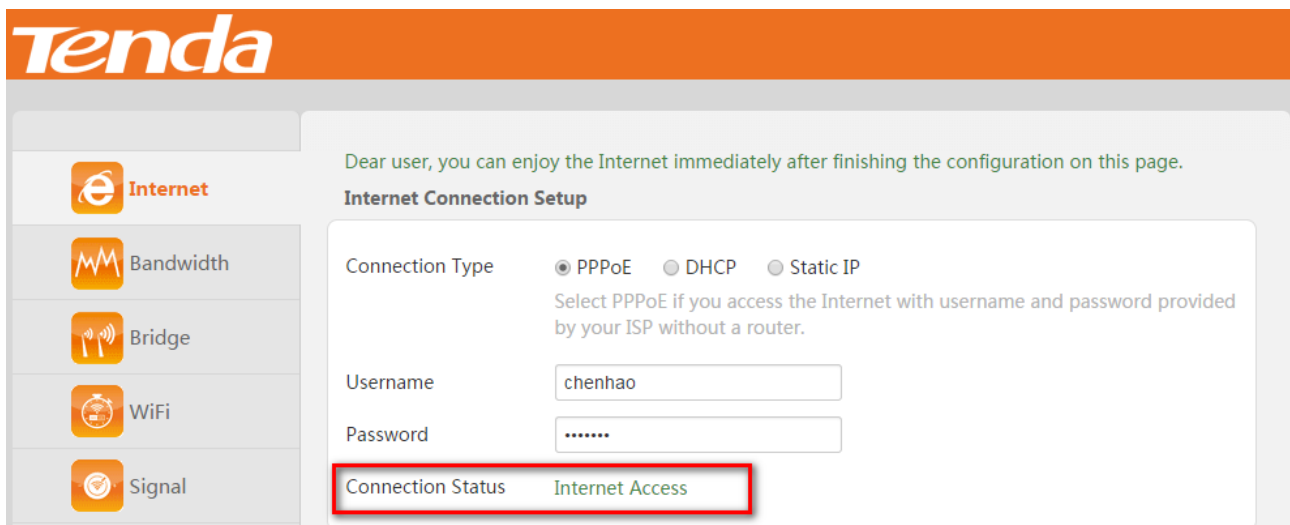 Tenda
Internet
Bandwidth
Bridge
WiFi
Signal
Dear user, you can enjoy the Internet immediately after finishing the configuration on this page.
Internet Connection Setup
Connection Type PPPoE DHCP Static IP
Select PPPoE if you access the Internet with username and password provided
by your ISP without a router.
Username chenhao
Password •••••••
Connection Status Internet Access